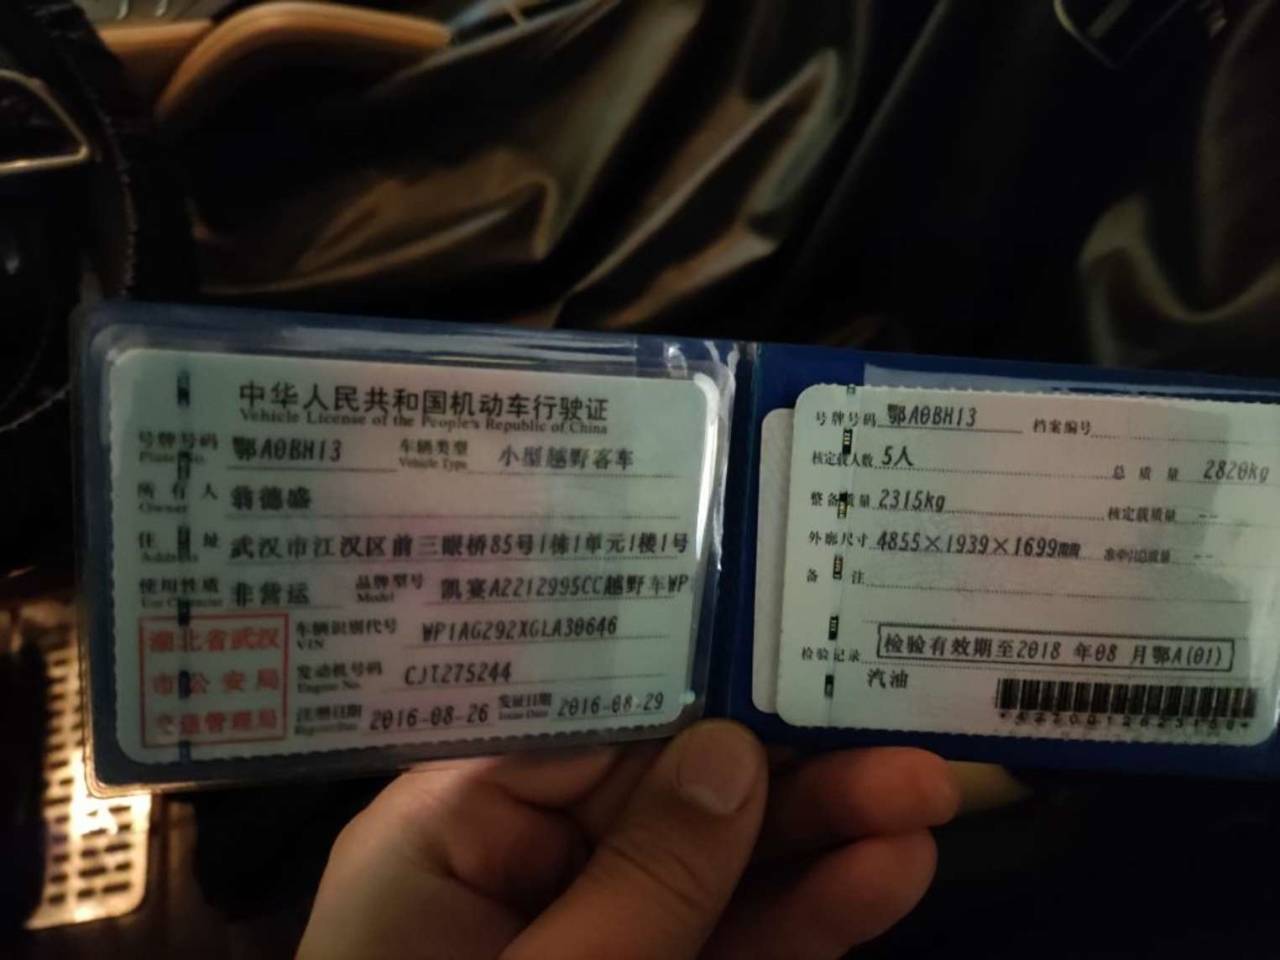 中华人民共和国机动车行驶证
Vehicle License of the People's Republic of China
号牌号码 鄂A0BH13 车辆类型 小型越野客车
Plate No. Vehicle Type
所有人 翁德盛
Owner
住址 武汉市江汉区前三眼桥85号1栋1单元1楼1号
Address
使用性质 非营运 品牌型号 凯宴A2212995CC越野车WP
Use Character Model
湖北省武汉
市公安局
交通管理局
车辆识别代号 WP1AG292XGLA30646
VIN
发动机号码 CJT275244
Engine No.
注册日期 2016-08-26 发证日期 2016-08-29
Register Date Issue Date
号牌号码 鄂A0BH13 档案编号
核定载人数 5人 总质量 2820kg
整备质量 2315kg 核定载质量 --
外廓尺寸 4855×1939×1699mm 准牵引总质量 --
备注
检验记录 检验有效期至2018年08月鄂A(01)
汽油